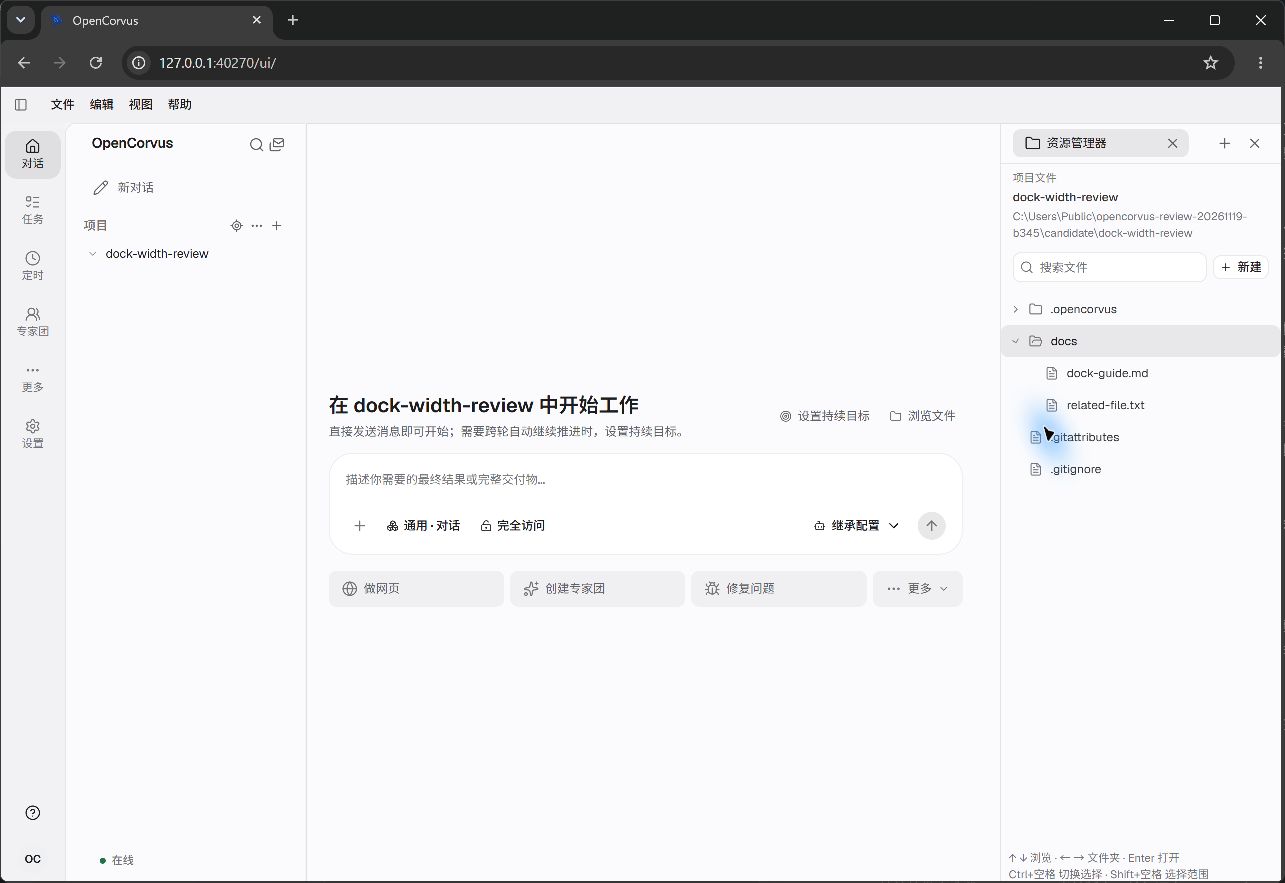 OpenCorvus
127.0.0.1:40270/ui/
文件 编辑 视图 帮助
对话
任务
定时
专家团
更多
设置
OC
OpenCorvus
新对话
项目
dock-width-review
在线
在 dock-width-review 中开始工作
直接发送消息即可开始；需要跨轮自动继续推进时，设置持续目标。
设置持续目标 浏览文件
描述你需要的最终结果或完整交付物...
通用 · 对话 完全访问 继承配置
做网页 创建专家团 修复问题 更多
资源管理器
项目文件
dock-width-review
C:\Users\Public\opencorvus-review-20261119-
b345\candidate\dock-width-review
搜索文件 新建
.opencorvus
docs
dock-guide.md
related-file.txt
.gitattributes
.gitignore
↑↓浏览 · ←→ 文件夹 · Enter 打开
Ctrl+空格 切换选择 · Shift+空格 选择范围